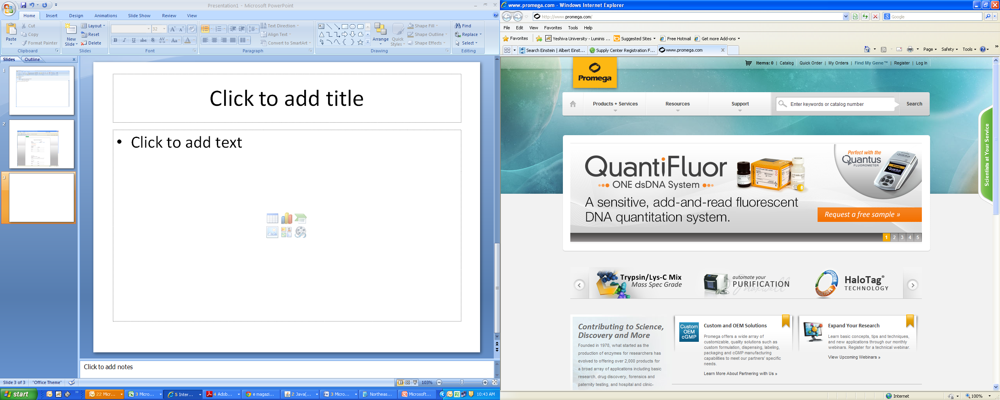 Presentation1 - Microsoft PowerPoint
Home Insert Design Animations Slide Show Review View
Paste
Cut
Copy
Format Painter
Clipboard
New Slide
Layout
Reset
Delete
Slides
32
B I U abc S AV Aa A
Font
Text Direction
Align Text
Convert to SmartArt
Paragraph
Arrange
Quick Styles
Shape Fill
Shape Outline
Shape Effects
Drawing
Find
Replace
Select
Editing
Slides Outline
1
2
3
Click to add title
• Click to add text
Click to add notes
Slide 3 of 3 "Office Theme" 103%
start 22 Micr... 3 Micro... 5 Inter... 4 Adob... e magazi... 2 Java(... 3 Micro... Northeas... Microsoft... 10:43 AM
www.promega.com - Windows Internet Explorer
http://www.promega.com/
Google
File Edit View Favorites Tools Help
Favorites Yeshiva University - Luminis ... Suggested Sites Free Hotmail Get more Add-ons
Search Einstein | Albert Einst... Supply Center Registration F... www.promega.com
Page Safety Tools
Items: 0 | Catalog | Quick Order | My Orders | Find My Gene™ | Register | Log In
Promega
Products + Services Resources Support Enter keywords or catalog number Search
Scientists at Your Service
QuantiFluor
ONE dsDNA System
A sensitive, add-and-read fluorescent
DNA quantitation system.
Perfect with the
Quantus
FLUOROMETER
Request a free sample »
1 2 3 4 5
Trypsin/Lys-C Mix
Mass Spec Grade
automate your
PURIFICATION
maxwell
HaloTag®
TECHNOLOGY
Contributing to Science,
Discovery and More
Founded in 1978, what started as the
production of enzymes for researchers has
evolved to offering over 2,000 products for
a broad array of applications including basic
research, drug discovery, forensics and
paternity testing, and hospital and clinic-
Custom
OEM
cGMP
Custom and OEM Solutions
Promega offers a wide array of
customizable, quality solutions such as
custom formulation, dispensing, labeling,
packaging and cGMP manufacturing
capabilities to meet our partners' specific
needs.
Learn More About Partnering with Us »
Expand Your Research
Learn basic concepts, tips and techniques,
and new applications through our monthly
webinars. Register for a technical webinar.
View Upcoming Webinars »
Internet 100%